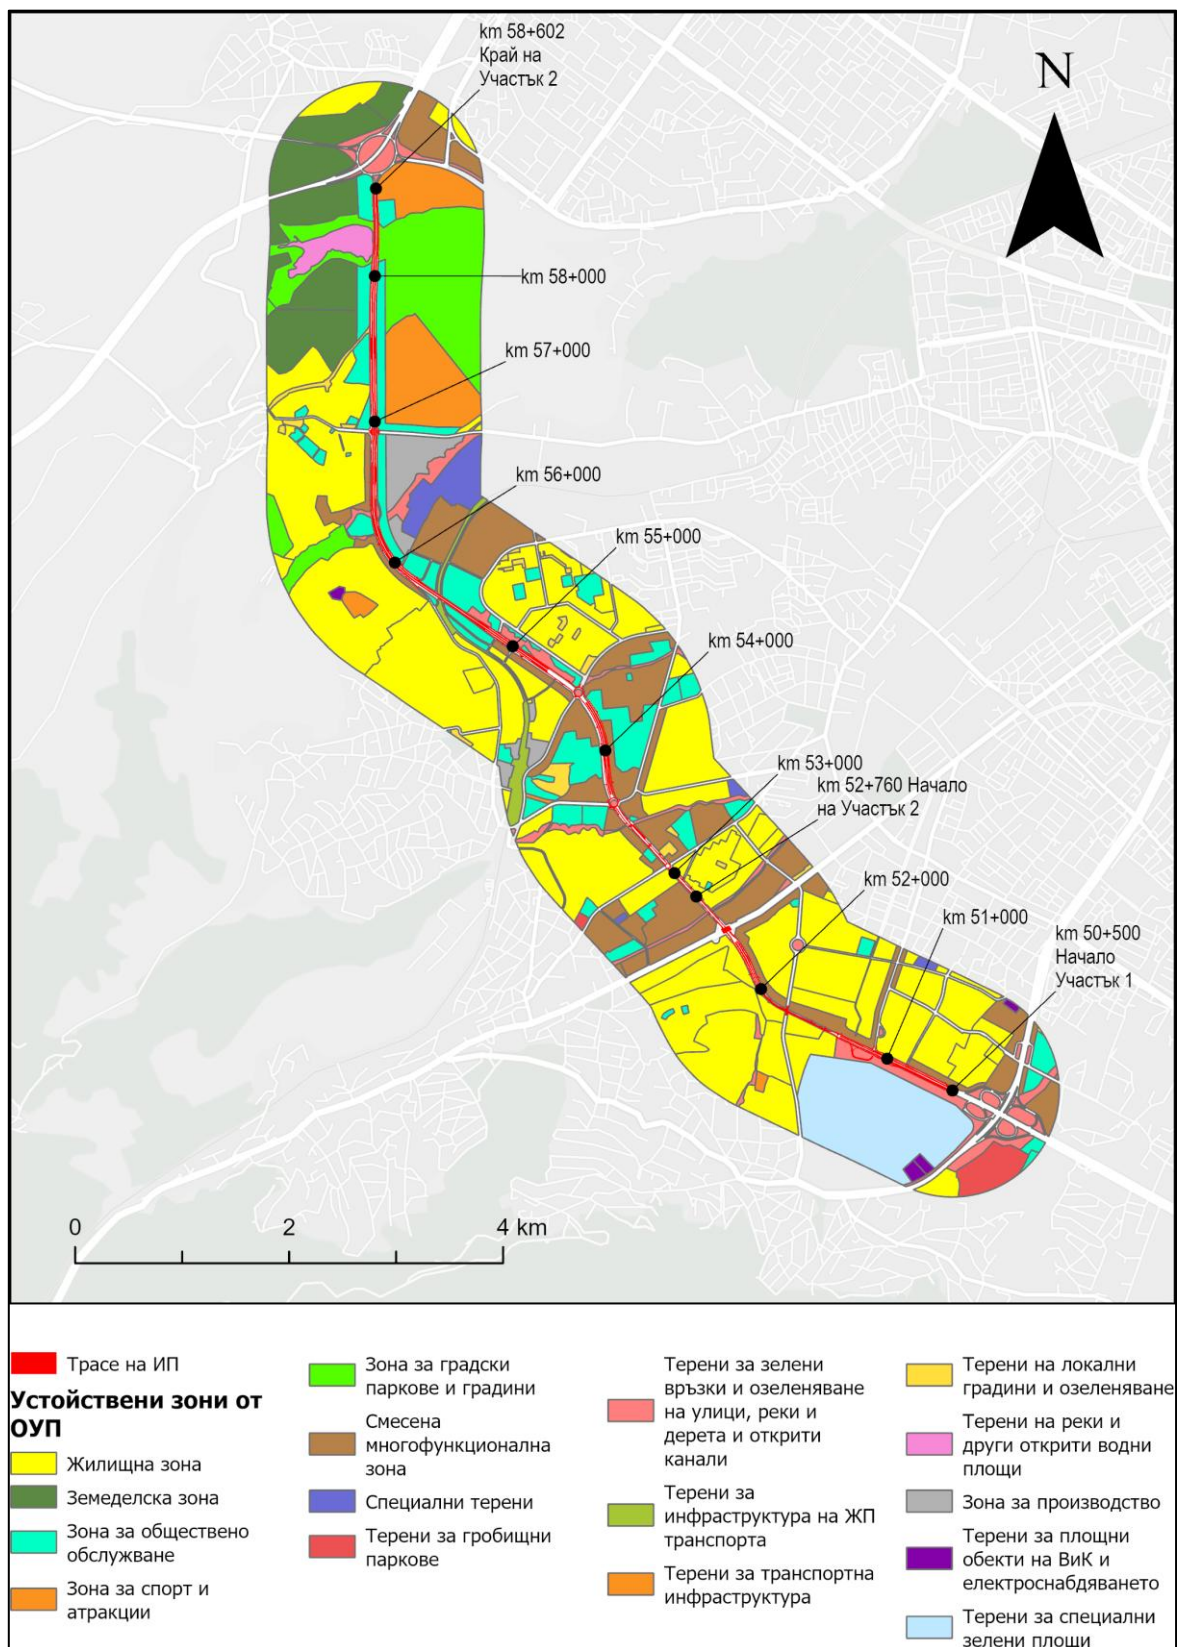 km 58+602
Край на
Участък 2
N
km 58+000
km 57+000
km 56+000
km 55+000
km 54+000
km 53+000
km 52+760 Начало
на Участък 2
km 52+000
km 51+000
km 50+500
Начало
Участък 1
0 2 4 km
Трасе на ИП
Устойствени зони от
ОУП
Жилищна зона
Земеделска зона
Зона за обществено
обслужване
Зона за спорт и
атракции
Зона за градски
паркове и градини
Смесена
многофункционална
зона
Специални терени
Терени за гробищни
паркове
Терени за зелени
връзки и озеленяване
на улици, реки и
дерета и открити
канали
Терени за
инфраструктура на ЖП
транспорта
Терени за транспортна
инфраструктура
Терени на локални
градини и озеленяване
Терени на реки и
други открити водни
площи
Зона за производство
Терени за площни
обекти на ВиК и
електроснабдяването
Терени за специални
зелени площи